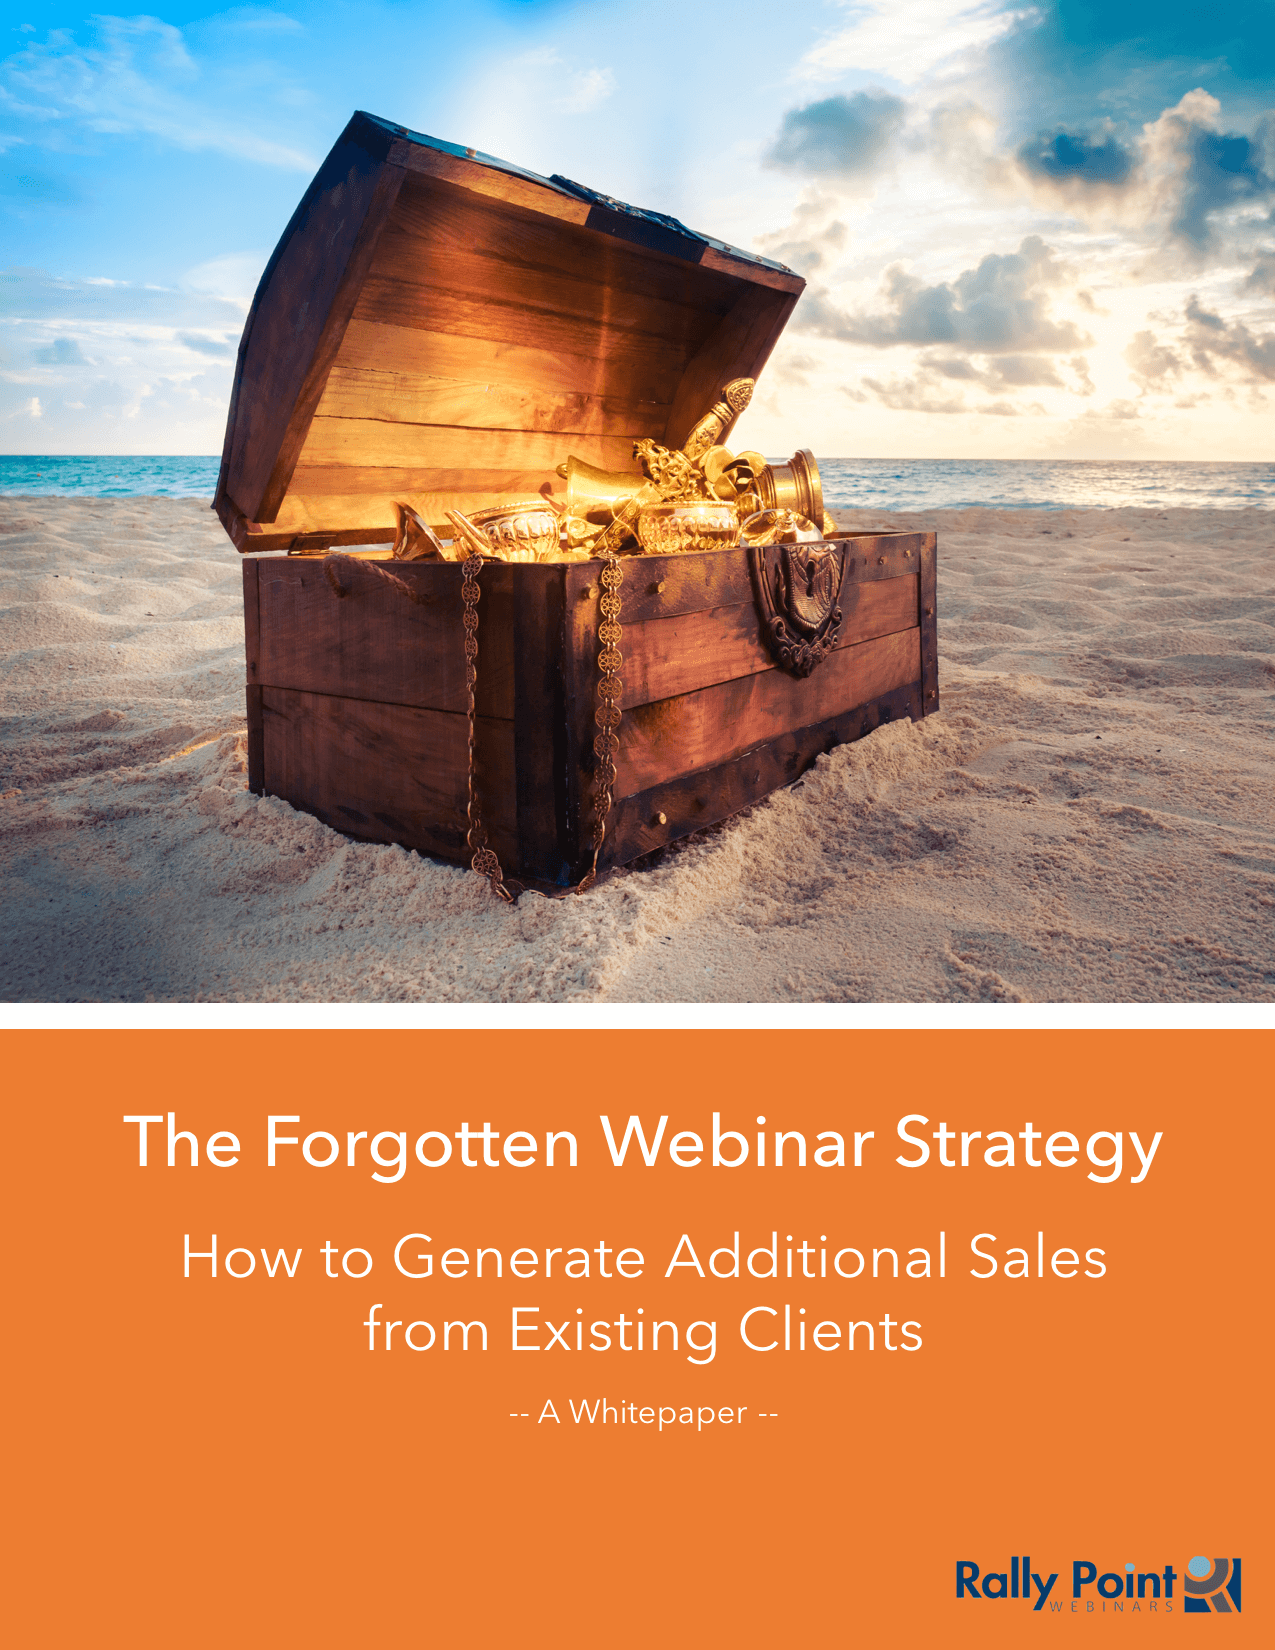 The Forgotten Webinar Strategy
How to Generate Additional Sales
from Existing Clients
-- A Whitepaper --
Rally Point
WEBINARS